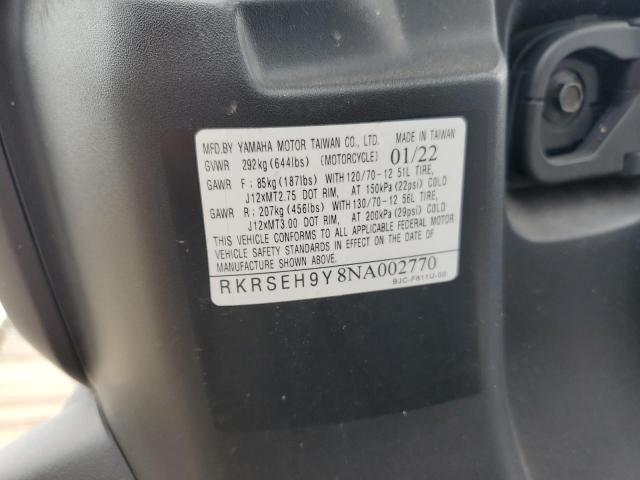 MFD.BY YAMAHA MOTOR TAIWAN CO., LTD. MADE IN TAIWAN
GVWR 292kg(644lbs) (MOTORCYCLE) 01/22
GAWR F: 85kg(187lbs) WITH 120/70-12 51L TIRE,
J12xMT2.75 DOT RIM, AT 150kPa(22psi) COLD
GAWR R: 207kg(456lbs) WITH 130/70-12 56L TIRE,
J12xMT3.00 DOT RIM, AT 200kPa(29psi) COLD
THIS VEHICLE CONFORMS TO ALL APPLICABLE FEDERAL MOTOR
VEHICLE SAFETY STANDARDS IN EFFECT ON THE DATE OF
MANUFACTURE SHOWN ABOVE.
RKRSEH9Y8NA002770
BJC-F811U-00